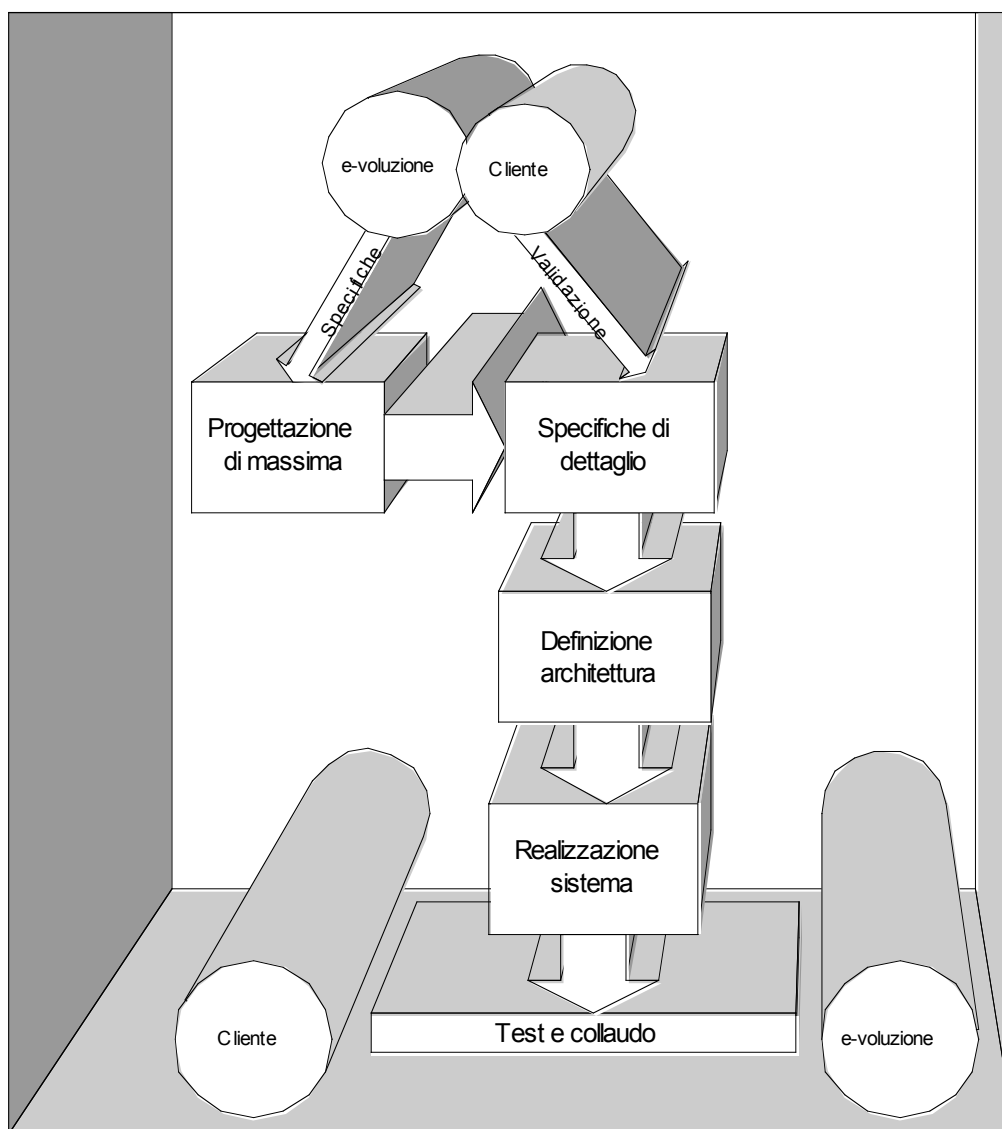 e-voluzione
Cliente
Specifiche
Validazione
Progettazione
di massima
Specifiche di
dettaglio
Definizione
architettura
Realizzazione
sistema
Cliente
Test e collaudo
e-voluzione